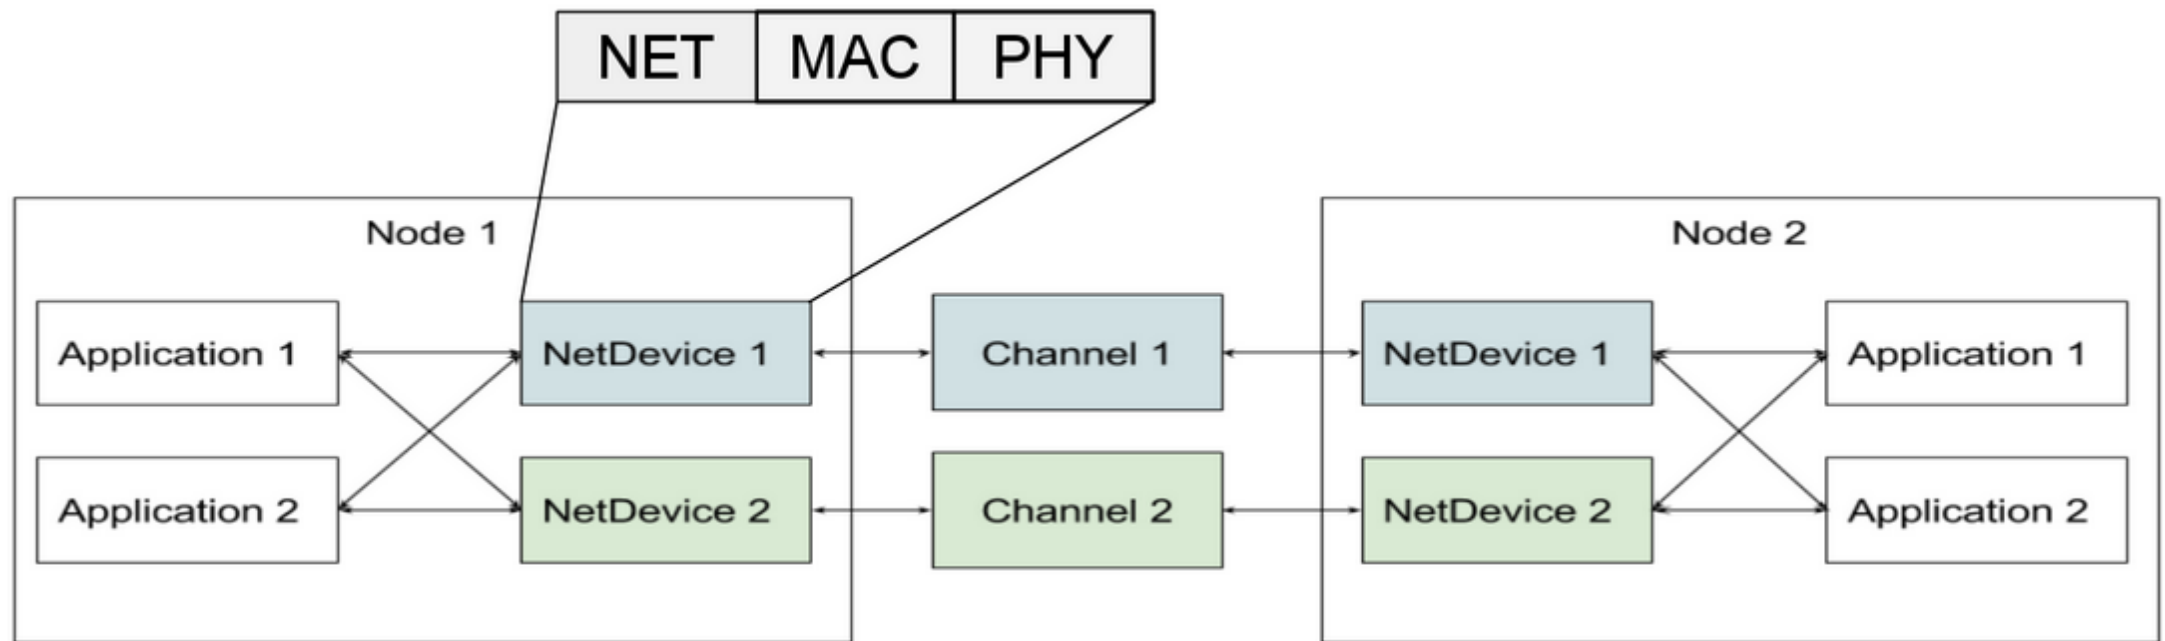 NET MAC PHY
Node 1
Node 2
Application 1
NetDevice 1
Channel 1
NetDevice 1
Application 1
Application 2
NetDevice 2
Channel 2
NetDevice 2
Application 2